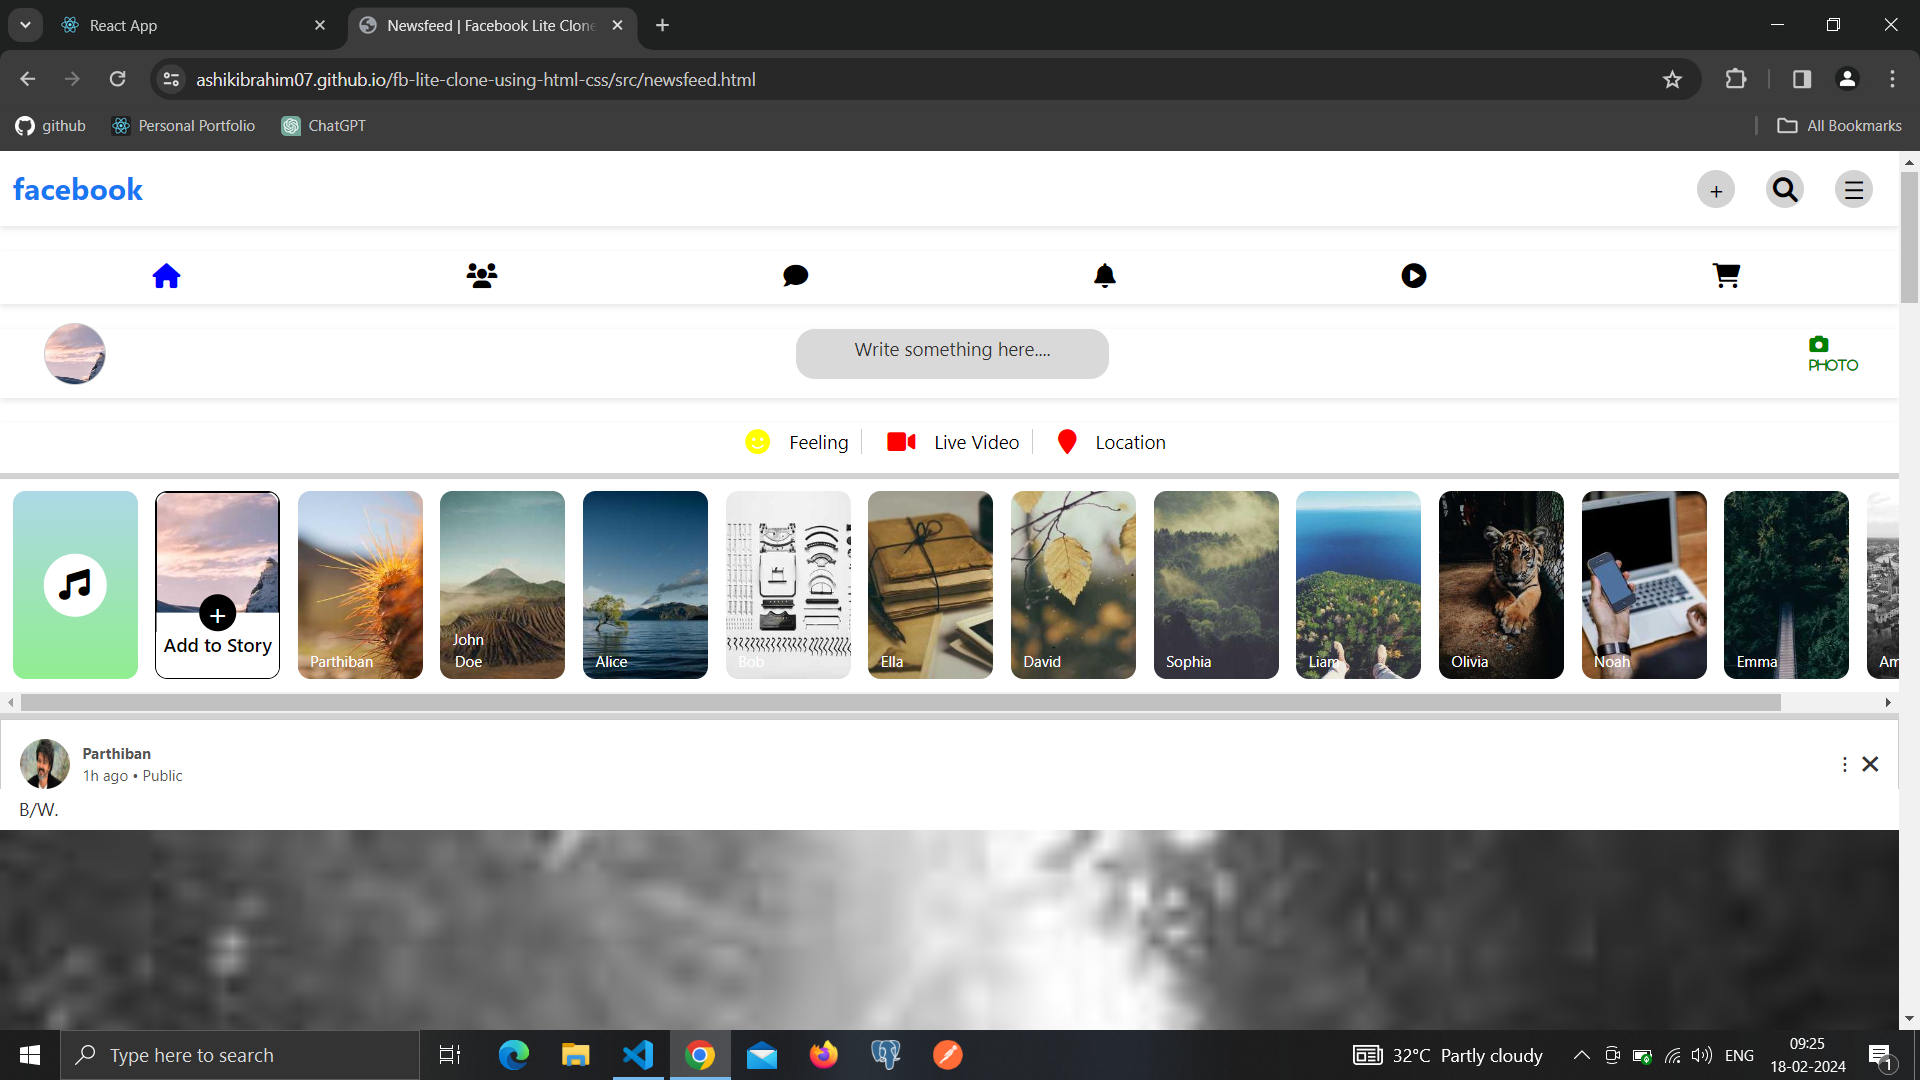 React App
Newsfeed | Facebook Lite Clone
ashikibrahim07.github.io/fb-lite-clone-using-html-css/src/newsfeed.html
github
Personal Portfolio
ChatGPT
All Bookmarks
facebook
Write something here....
PHOTO
Feeling
Live Video
Location
Add to Story
Parthiban
John
Doe
Alice
Bob
Ella
David
Sophia
Liam
Olivia
Noah
Emma
Am
Parthiban
1h ago • Public
B/W.
Type here to search
32°C Partly cloudy
ENG
09:25
18-02-2024
1